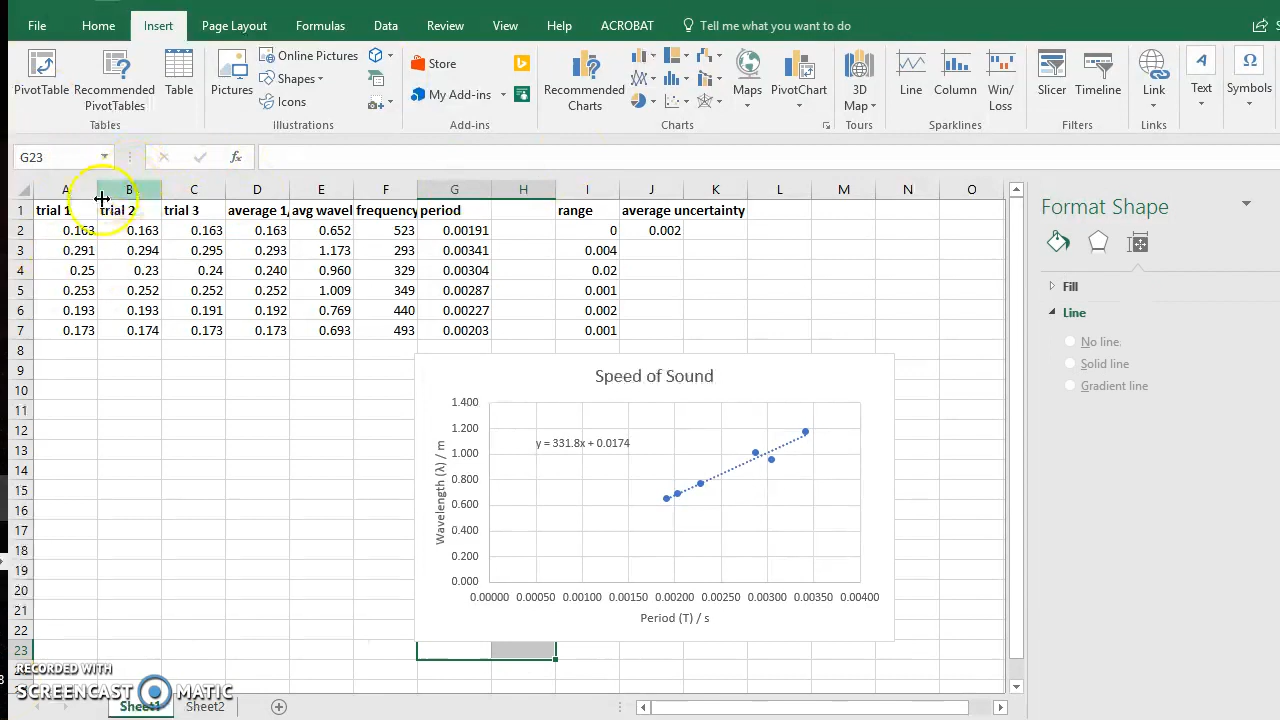 File Home Insert Page Layout Formulas Data Review View Help ACROBAT Tell me what you want to do
PivotTable
Recommended
PivotTables
Table
Tables
Pictures
Online Pictures
Shapes
Icons
Illustrations
Store
My Add-ins
Add-ins
Recommended
Charts
Maps
PivotChart
Charts
3D
Map
Tours
Line
Column
Win/
Loss
Sparklines
Slicer
Timeline
Filters
Link
Links
Text
Symbols
G23
fx
A B C D E F G H I J K L M N O
1 trial 1 trial 2 trial 3 average 1, avg wavel frequency period range average uncertainty
2 0.163 0.163 0.163 0.163 0.652 523 0.00191 0 0.002
3 0.291 0.294 0.295 0.293 1.173 293 0.00341 0.004
4 0.25 0.23 0.24 0.240 0.960 329 0.00304 0.02
5 0.253 0.252 0.252 0.252 1.009 349 0.00287 0.001
6 0.193 0.193 0.191 0.192 0.769 440 0.00227 0.002
7 0.173 0.174 0.173 0.173 0.693 493 0.00203 0.001
8
9
10
11
12
13
14
15
16
17
18
19
20
21
22
23
Speed of Sound
1.400
1.200
1.000
0.800
0.600
0.400
0.200
0.000
y = 331.8x + 0.0174
Wavelength (λ) / m
0.00000 0.00050 0.00100 0.00150 0.00200 0.00250 0.00300 0.00350 0.00400
Period (T) / s
Format Shape
Fill
Line
No line
Solid line
Gradient line
RECORDED WITH
SCREENCAST MATIC
Sheet1 Sheet2